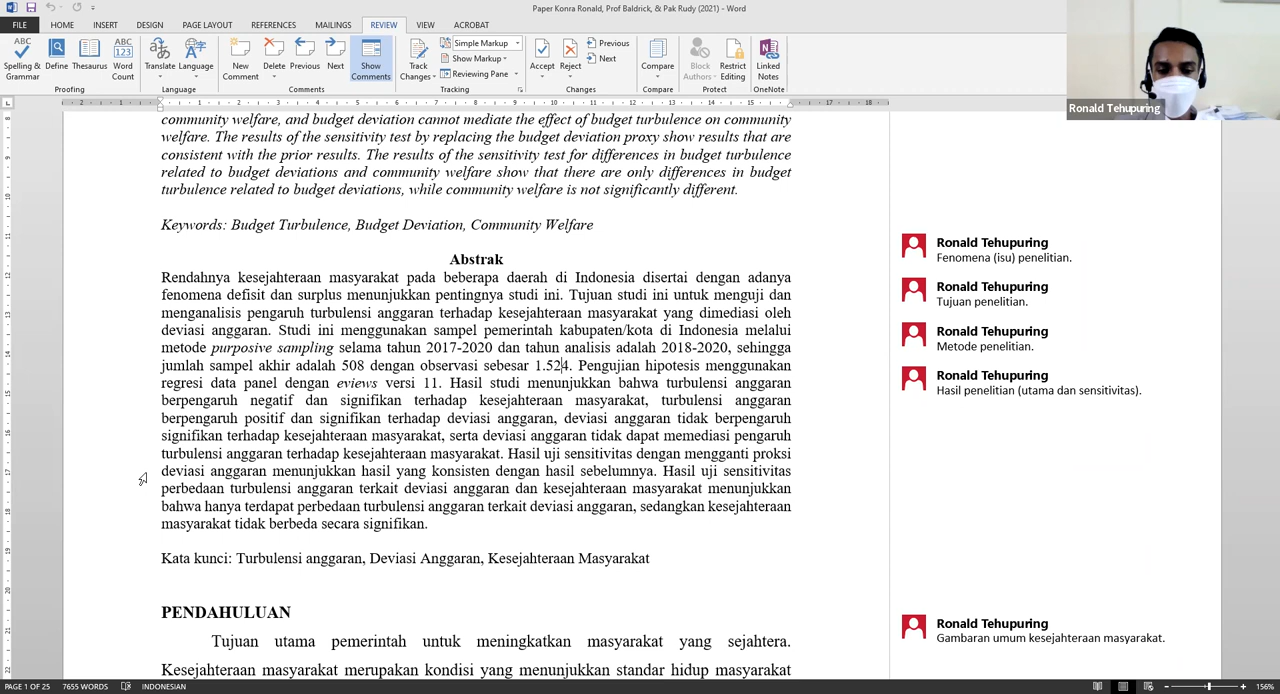 Paper Konra Ronald, Prof Baldrick, & Pak Rudy (2021) - Word
FILE HOME INSERT DESIGN PAGE LAYOUT REFERENCES MAILINGS REVIEW VIEW ACROBAT
ABC
Spelling & Grammar
Define
Thesaurus
ABC 123
Word Count
Translate
Language
New Comment
Delete
Previous
Next
Show Comments
Track Changes
Simple Markup
Show Markup
Reviewing Pane
Accept
Reject
Previous
Next
Compare
Block Authors
Restrict Editing
Linked Notes
Proofing
Language
Comments
Tracking
Changes
Compare
Protect
OneNote
Ronald Tehupuring
community welfare, and budget deviation cannot mediate the effect of budget turbulence on community
welfare. The results of the sensitivity test by replacing the budget deviation proxy show results that are
consistent with the prior results. The results of the sensitivity test for differences in budget turbulence
related to budget deviations and community welfare show that there are only differences in budget
turbulence related to budget deviations, while community welfare is not significantly different.
Keywords: Budget Turbulence, Budget Deviation, Community Welfare
Abstrak
Rendahnya kesejahteraan masyarakat pada beberapa daerah di Indonesia disertai dengan adanya
fenomena defisit dan surplus menunjukkan pentingnya studi ini. Tujuan studi ini untuk menguji dan
menganalisis pengaruh turbulensi anggaran terhadap kesejahteraan masyarakat yang dimediasi oleh
deviasi anggaran. Studi ini menggunakan sampel pemerintah kabupaten/kota di Indonesia melalui
metode purposive sampling selama tahun 2017-2020 dan tahun analisis adalah 2018-2020, sehingga
jumlah sampel akhir adalah 508 dengan observasi sebesar 1.524. Pengujian hipotesis menggunakan
regresi data panel dengan eviews versi 11. Hasil studi menunjukkan bahwa turbulensi anggaran
berpengaruh negatif dan signifikan terhadap kesejahteraan masyarakat, turbulensi anggaran
berpengaruh positif dan signifikan terhadap deviasi anggaran, deviasi anggaran tidak berpengaruh
signifikan terhadap kesejahteraan masyarakat, serta deviasi anggaran tidak dapat memediasi pengaruh
turbulensi anggaran terhadap kesejahteraan masyarakat. Hasil uji sensitivitas dengan mengganti proksi
deviasi anggaran menunjukkan hasil yang konsisten dengan hasil sebelumnya. Hasil uji sensitivitas
perbedaan turbulensi anggaran terkait deviasi anggaran dan kesejahteraan masyarakat menunjukkan
bahwa hanya terdapat perbedaan turbulensi anggaran terkait deviasi anggaran, sedangkan kesejahteraan
masyarakat tidak berbeda secara signifikan.
Kata kunci: Turbulensi anggaran, Deviasi Anggaran, Kesejahteraan Masyarakat
PENDAHULUAN
Tujuan utama pemerintah untuk meningkatkan masyarakat yang sejahtera.
Kesejahteraan masyarakat merupakan kondisi yang menunjukkan standar hidup masyarakat
Ronald Tehupuring
Fenomena (isu) penelitian.
Ronald Tehupuring
Tujuan penelitian.
Ronald Tehupuring
Metode penelitian.
Ronald Tehupuring
Hasil penelitian (utama dan sensitivitas).
Ronald Tehupuring
Gambaran umum kesejahteraan masyarakat.
PAGE 1 OF 25 7655 WORDS INDONESIAN 156%